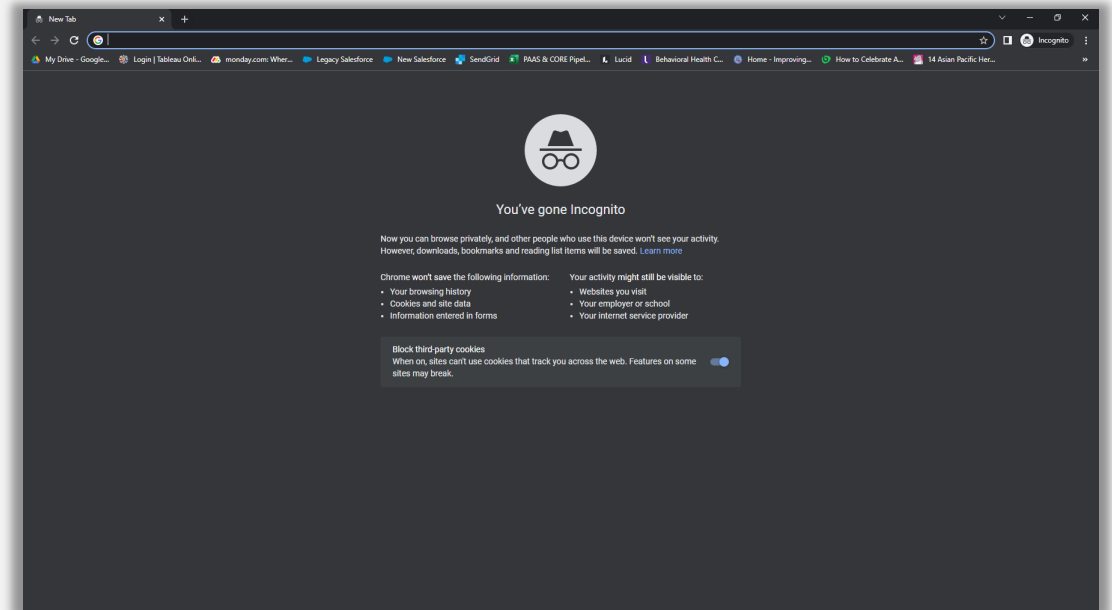 New Tab
Incognito
My Drive - Google... Login | Tableau Onli... monday.com: Wher... Legacy Salesforce New Salesforce SendGrid PAAS & CORE Pipel... Lucid Behavioral Health C... Home - Improving... How to Celebrate A... 14 Asian Pacific Her... »
You've gone Incognito
Now you can browse privately, and other people who use this device won't see your activity.
However, downloads, bookmarks and reading list items will be saved. Learn more
Chrome won't save the following information:
• Your browsing history
• Cookies and site data
• Information entered in forms
Your activity might still be visible to:
• Websites you visit
• Your employer or school
• Your internet service provider
Block third-party cookies
When on, sites can't use cookies that track you across the web. Features on some
sites may break.